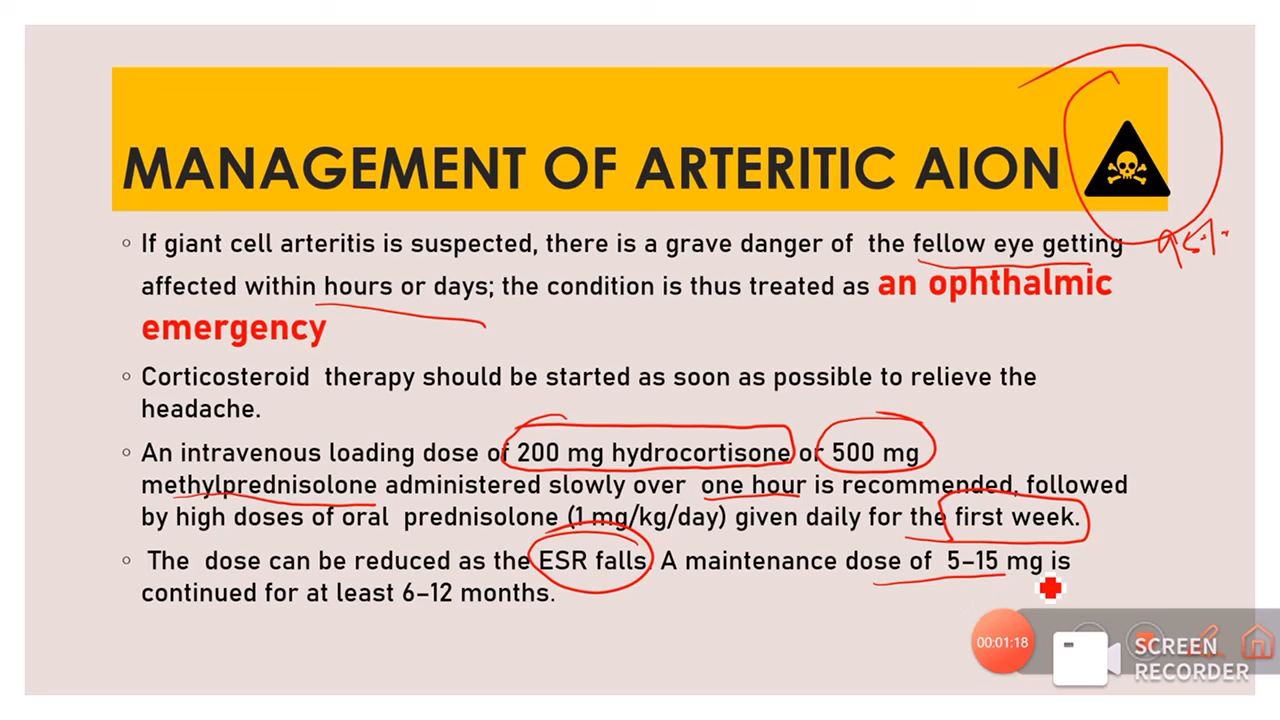 MANAGEMENT OF ARTERITIC AION
95%
◦ If giant cell arteritis is suspected, there is a grave danger of the fellow eye getting
affected within hours or days; the condition is thus treated as an ophthalmic
emergency
◦ Corticosteroid therapy should be started as soon as possible to relieve the
headache.
◦ An intravenous loading dose of 200 mg hydrocortisone or 500 mg
methylprednisolone administered slowly over one hour is recommended, followed
by high doses of oral prednisolone (1 mg/kg/day) given daily for the first week.
◦ The dose can be reduced as the ESR falls. A maintenance dose of 5–15 mg is
continued for at least 6–12 months.
00:01:18
SCREEN
RECORDER